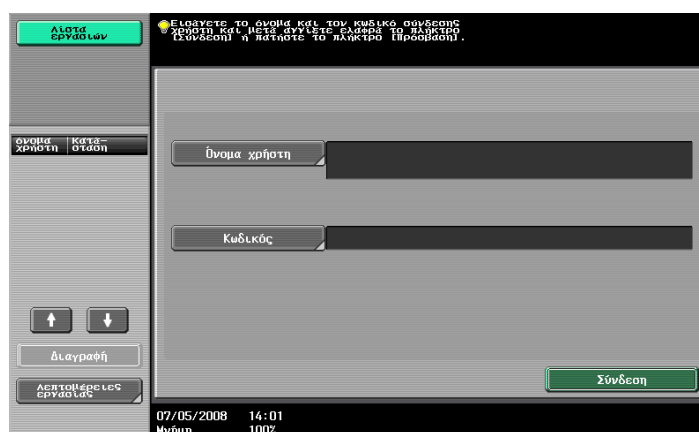 Λίστα
εργασιών
Εισάγετε το όνομα και τον κωδικό σύνδεσης
χρήστη και μετά αγγίξτε ελαφρά το πλήκτρο
[Σύνδεση] ή πατήστε το πλήκτρο [Πρόσβαση].
όνομα
χρήστη
Κατά-
σταση
Όνομα χρήστη
Κωδικός
Διαγραφή
Λεπτομέρειες
εργασίας
Σύνδεση
07/05/2008 14:01
Μνήμη 100%